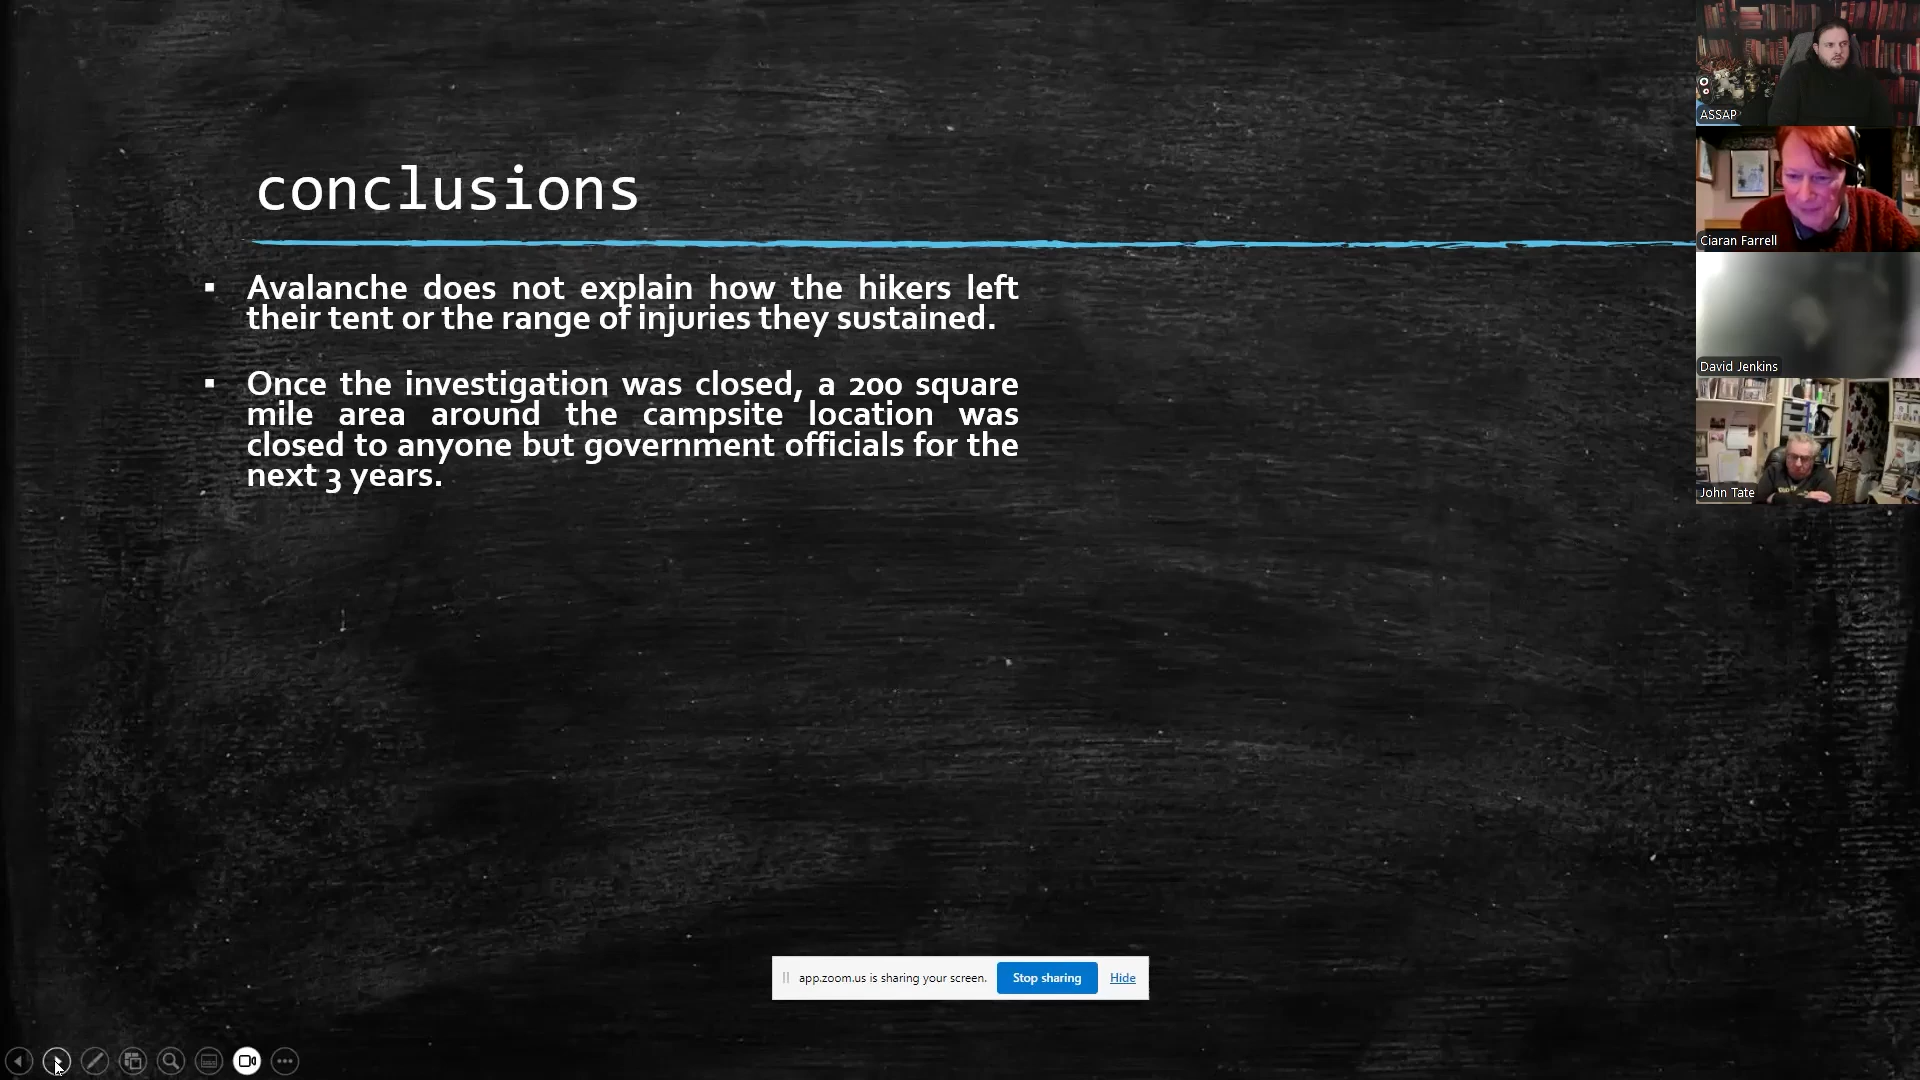 conclusions
▪ Avalanche does not explain how the hikers left
their tent or the range of injuries they sustained.
▪ Once the investigation was closed, a 200 square
mile area around the campsite location was
closed to anyone but government officials for the
next 3 years.
ASSAP
Ciaran Farrell
David Jenkins
John Tate
app.zoom.us is sharing your screen. Stop sharing Hide